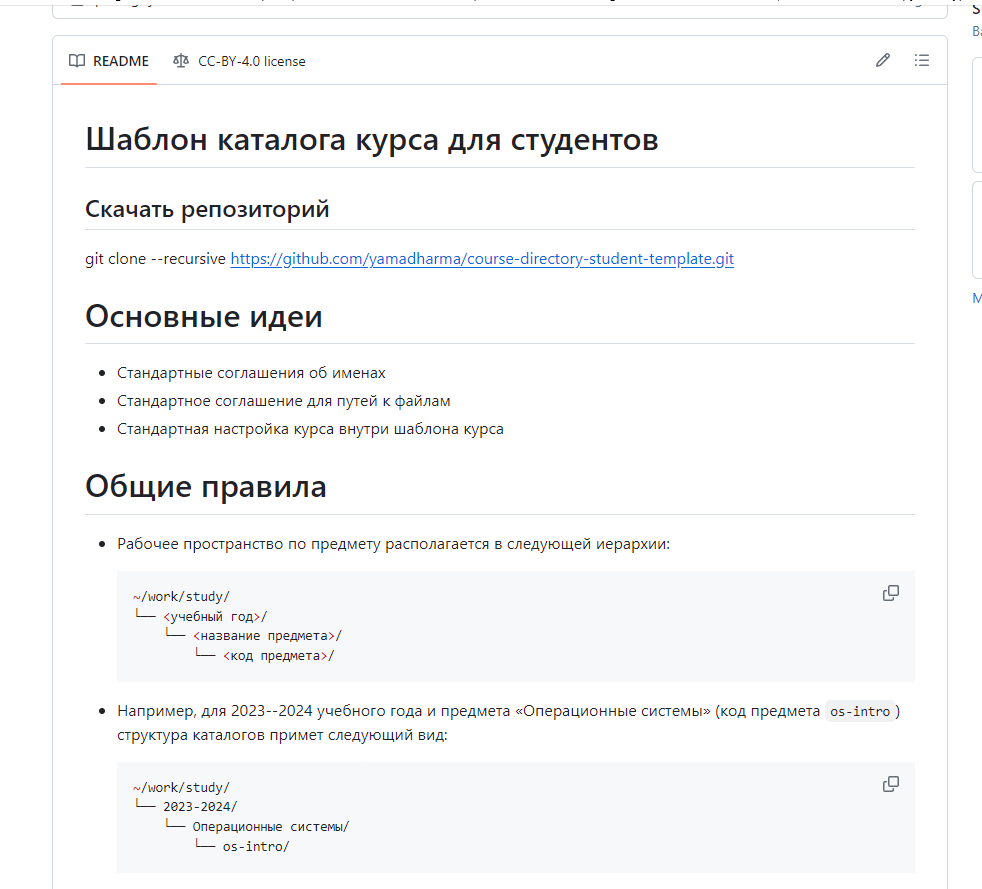 README
CC-BY-4.0 license
Шаблон каталога курса для студентов
Скачать репозиторий
git clone --recursive https://github.com/yamadharma/course-directory-student-template.git
Основные идеи
Стандартные соглашения об именах
Стандартное соглашение для путей к файлам
Стандартная настройка курса внутри шаблона курса
Общие правила
Рабочее пространство по предмету располагается в следующей иерархии:
~/work/study/
└── <учебный год>/
└── <название предмета>/
└── <код предмета>/
Например, для 2023--2024 учебного года и предмета «Операционные системы» (код предмета os-intro )
структура каталогов примет следующий вид:
~/work/study/
└── 2023-2024/
└── Операционные системы/
└── os-intro/